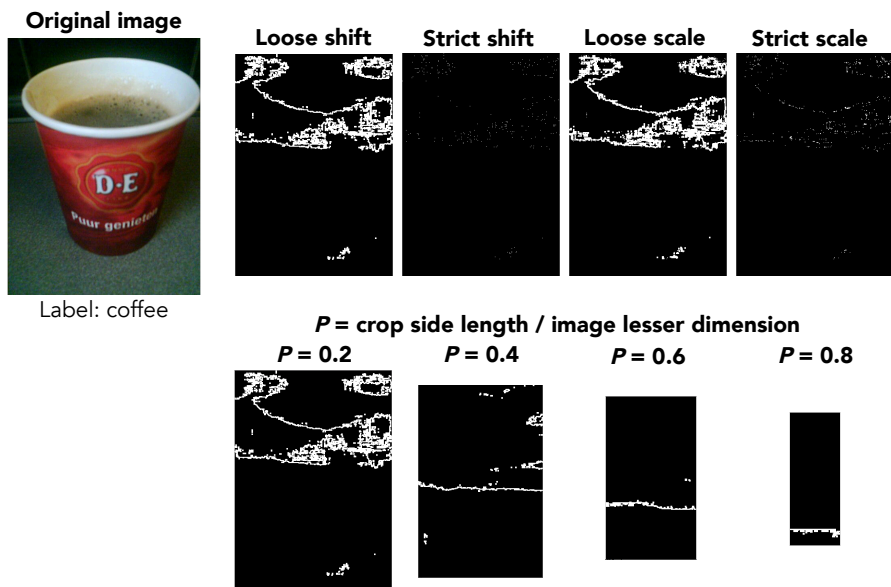 Original image
Loose shift
Strict shift
Loose scale
Strict scale
D·E
Puur genieten
Label: coffee
P = crop side length / image lesser dimension
P = 0.2
P = 0.4
P = 0.6
P = 0.8